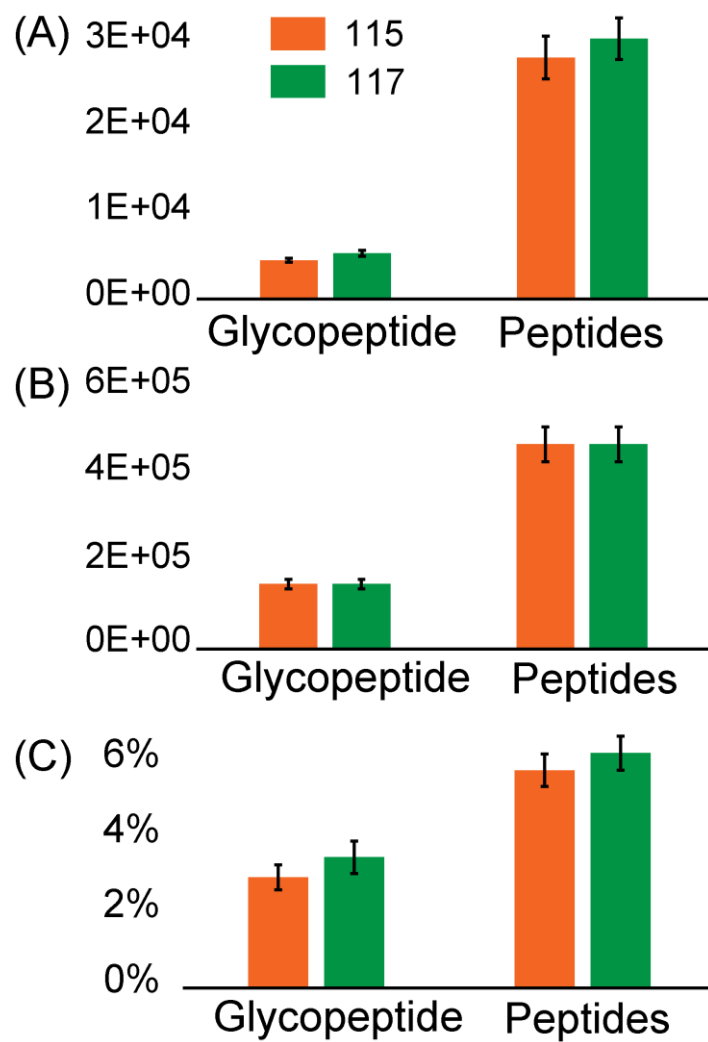 (A)
3E+04
115
117
2E+04
1E+04
0E+00
Glycopeptide Peptides
(B)
6E+05
4E+05
2E+05
0E+00
Glycopeptide Peptides
(C)
6%
4%
2%
0%
Glycopeptide Peptides